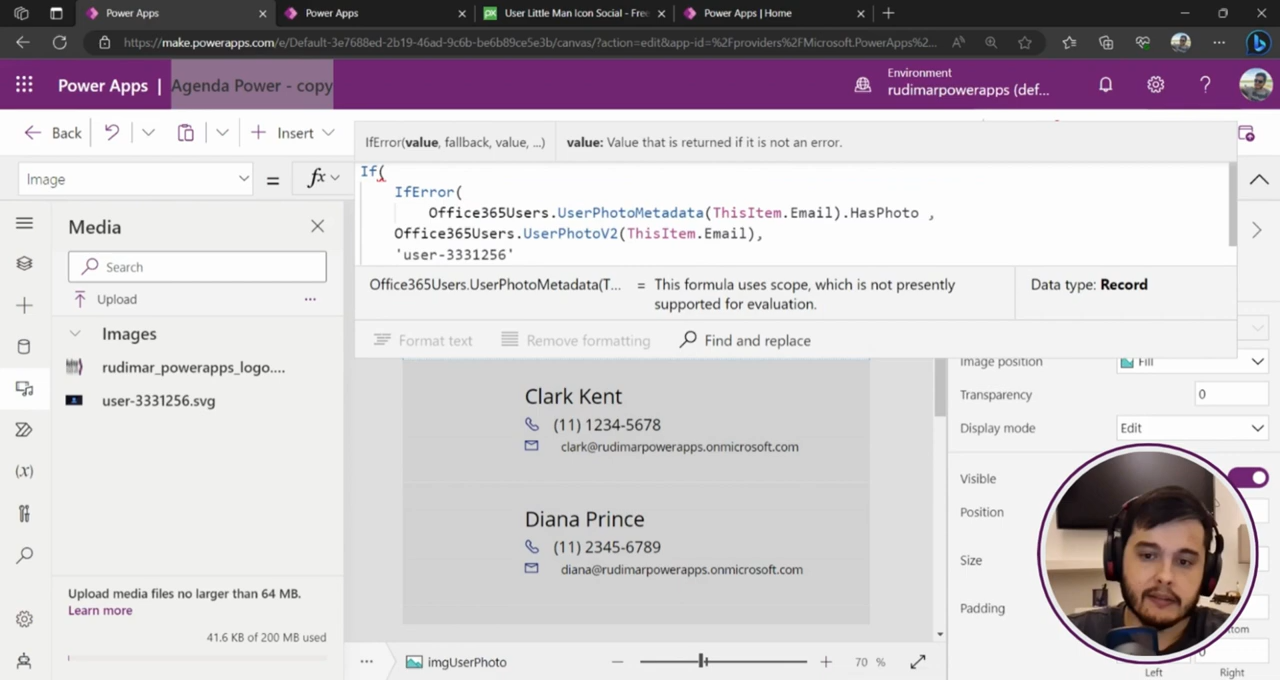 Power Apps
Power Apps
User Little Man Icon Social - Free
Power Apps | Home
https://make.powerapps.com/e/Default-3e7688ed-2b19-46ad-9c6b-be6b89ce5e3b/canvas/?action=edit&app-id=%2Fproviders%2FMicrosoft.PowerApps%2...
Power Apps | Agenda Power - copy
Environment
rudimarpowerapps (def...
Back
Insert
IfError(value, fallback, value, ...)
value: Value that is returned if it is not an error.
Image
=
fx
If(
IfError(
Office365Users.UserPhotoMetadata(ThisItem.Email).HasPhoto ,
Office365Users.UserPhotoV2(ThisItem.Email),
'user-3331256'
Media
Search
Upload
Images
rudimar_powerapps_logo....
user-3331256.svg
Office365Users.UserPhotoMetadata(T... = This formula uses scope, which is not presently
supported for evaluation.
Data type: Record
Format text
Remove formatting
Find and replace
Clark Kent
(11) 1234-5678
clark@rudimarpowerapps.onmicrosoft.com
Diana Prince
(11) 2345-6789
diana@rudimarpowerapps.onmicrosoft.com
Image position
Fill
Transparency
0
Display mode
Edit
Visible
Position
Size
Padding
Left
Right
Upload media files no larger than 64 MB.
Learn more
41.6 KB of 200 MB used
imgUserPhoto
70 %